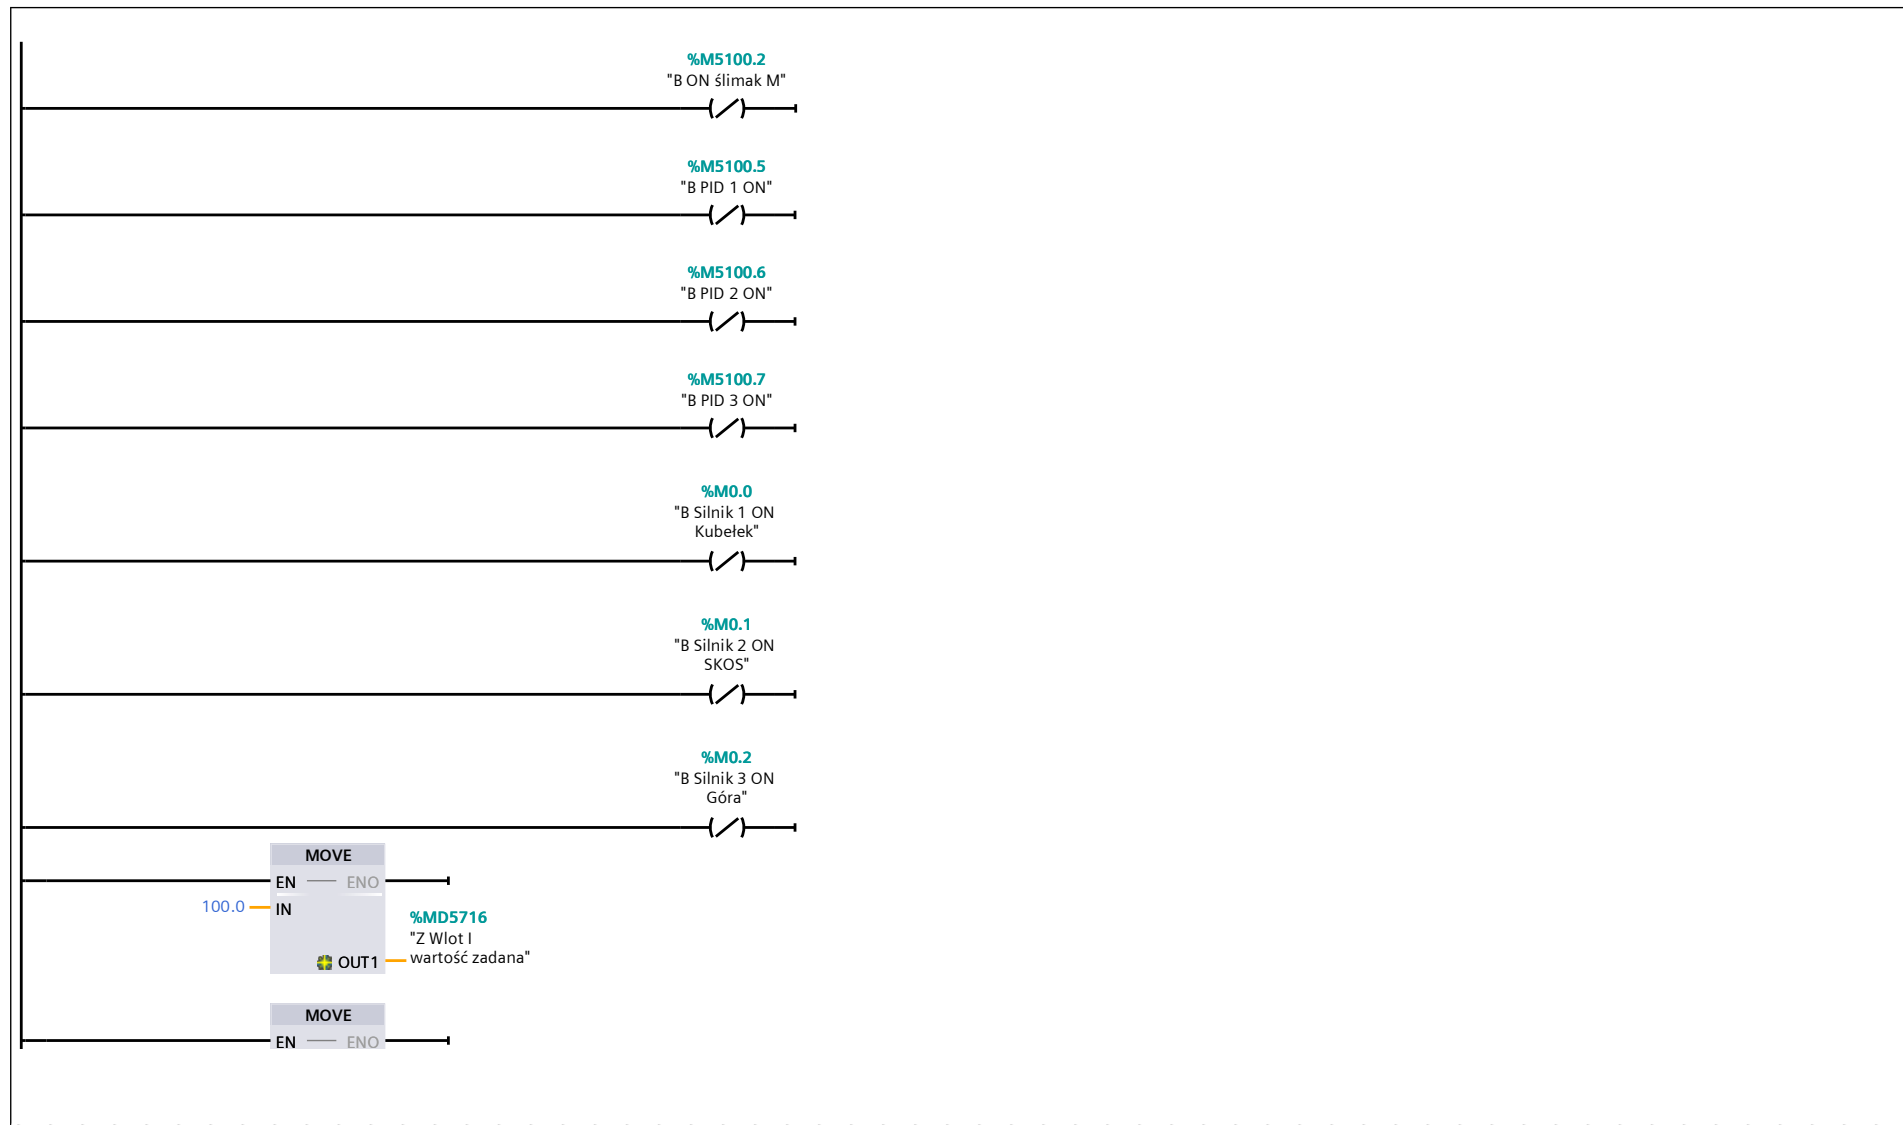 %M5100.2
"B ON ślimak M"
%M5100.5
"B PID 1 ON"
%M5100.6
"B PID 2 ON"
%M5100.7
"B PID 3 ON"
%M0.0
"B Silnik 1 ON
Kubełek"
%M0.1
"B Silnik 2 ON
SKOS"
%M0.2
"B Silnik 3 ON
Góra"
MOVE
EN ENO
100.0 IN
%MD5716
"Z Wlot I
wartość zadana"
OUT1
MOVE
EN ENO